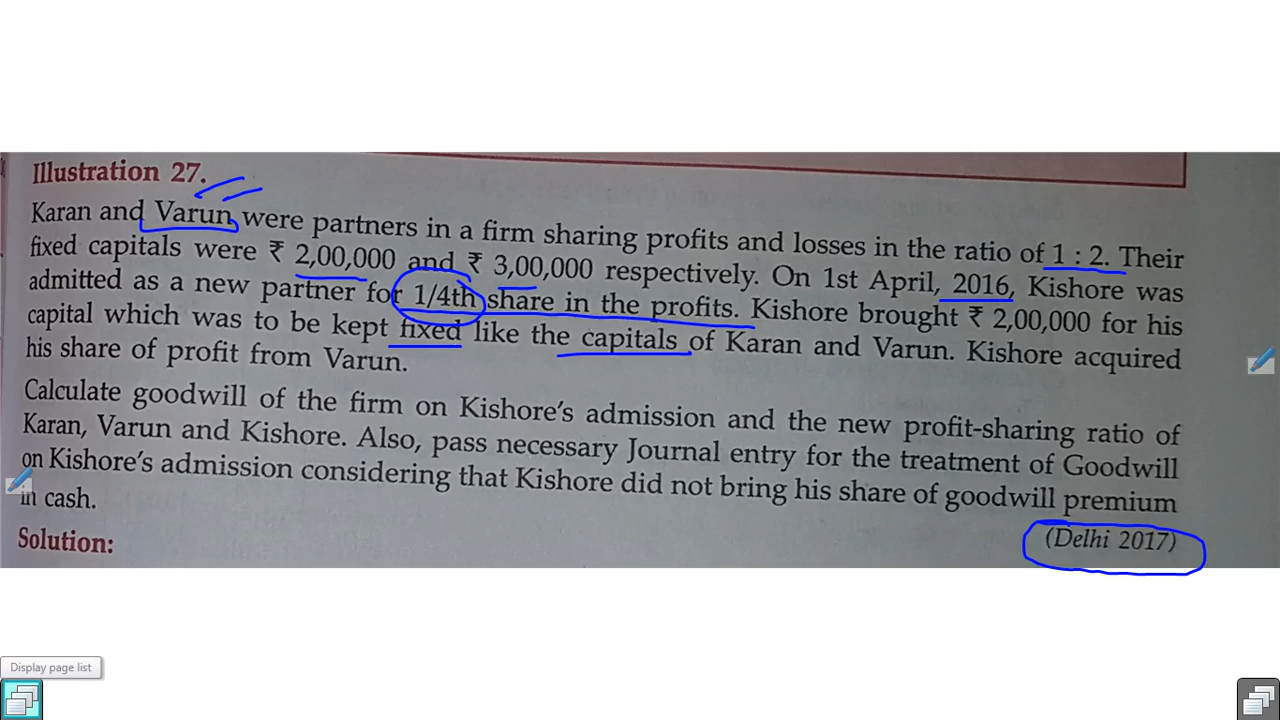 Illustration 27.
Karan and Varun were partners in a firm sharing profits and losses in the ratio of 1 : 2. Their
fixed capitals were ₹ 2,00,000 and ₹ 3,00,000 respectively. On 1st April, 2016, Kishore was
admitted as a new partner for 1/4th share in the profits. Kishore brought ₹ 2,00,000 for his
capital which was to be kept fixed like the capitals of Karan and Varun. Kishore acquired
his share of profit from Varun.
Calculate goodwill of the firm on Kishore's admission and the new profit-sharing ratio of
Karan, Varun and Kishore. Also, pass necessary Journal entry for the treatment of Goodwill
on Kishore's admission considering that Kishore did not bring his share of goodwill premium
in cash.
(Delhi 2017)
Solution:
Display page list